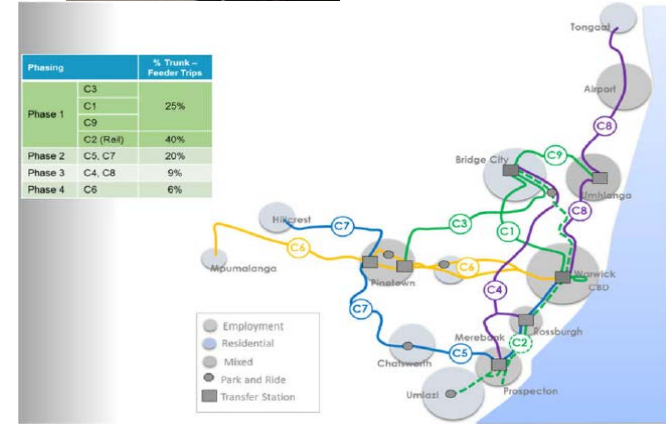 Phasing % Trunk – Feeder Trips
Phase 1 C3 25%
C1
C9
C2 (Rail) 40%
Phase 2 C5, C7 20%
Phase 3 C4, C8 9%
Phase 4 C6 6%
Tongaat
Airport
C8
Bridge City
C9
Umhlanga
C8
Hillcrest
C7
C3
C1
C6
Mpumalanga
Pinetown
C6
Warwick
CBD
C4
C7
Rossburgh
Merebank
C2
C5
Chatsworth
Prospecton
Umlazi
Employment
Residential
Mixed
Park and Ride
Transfer Station